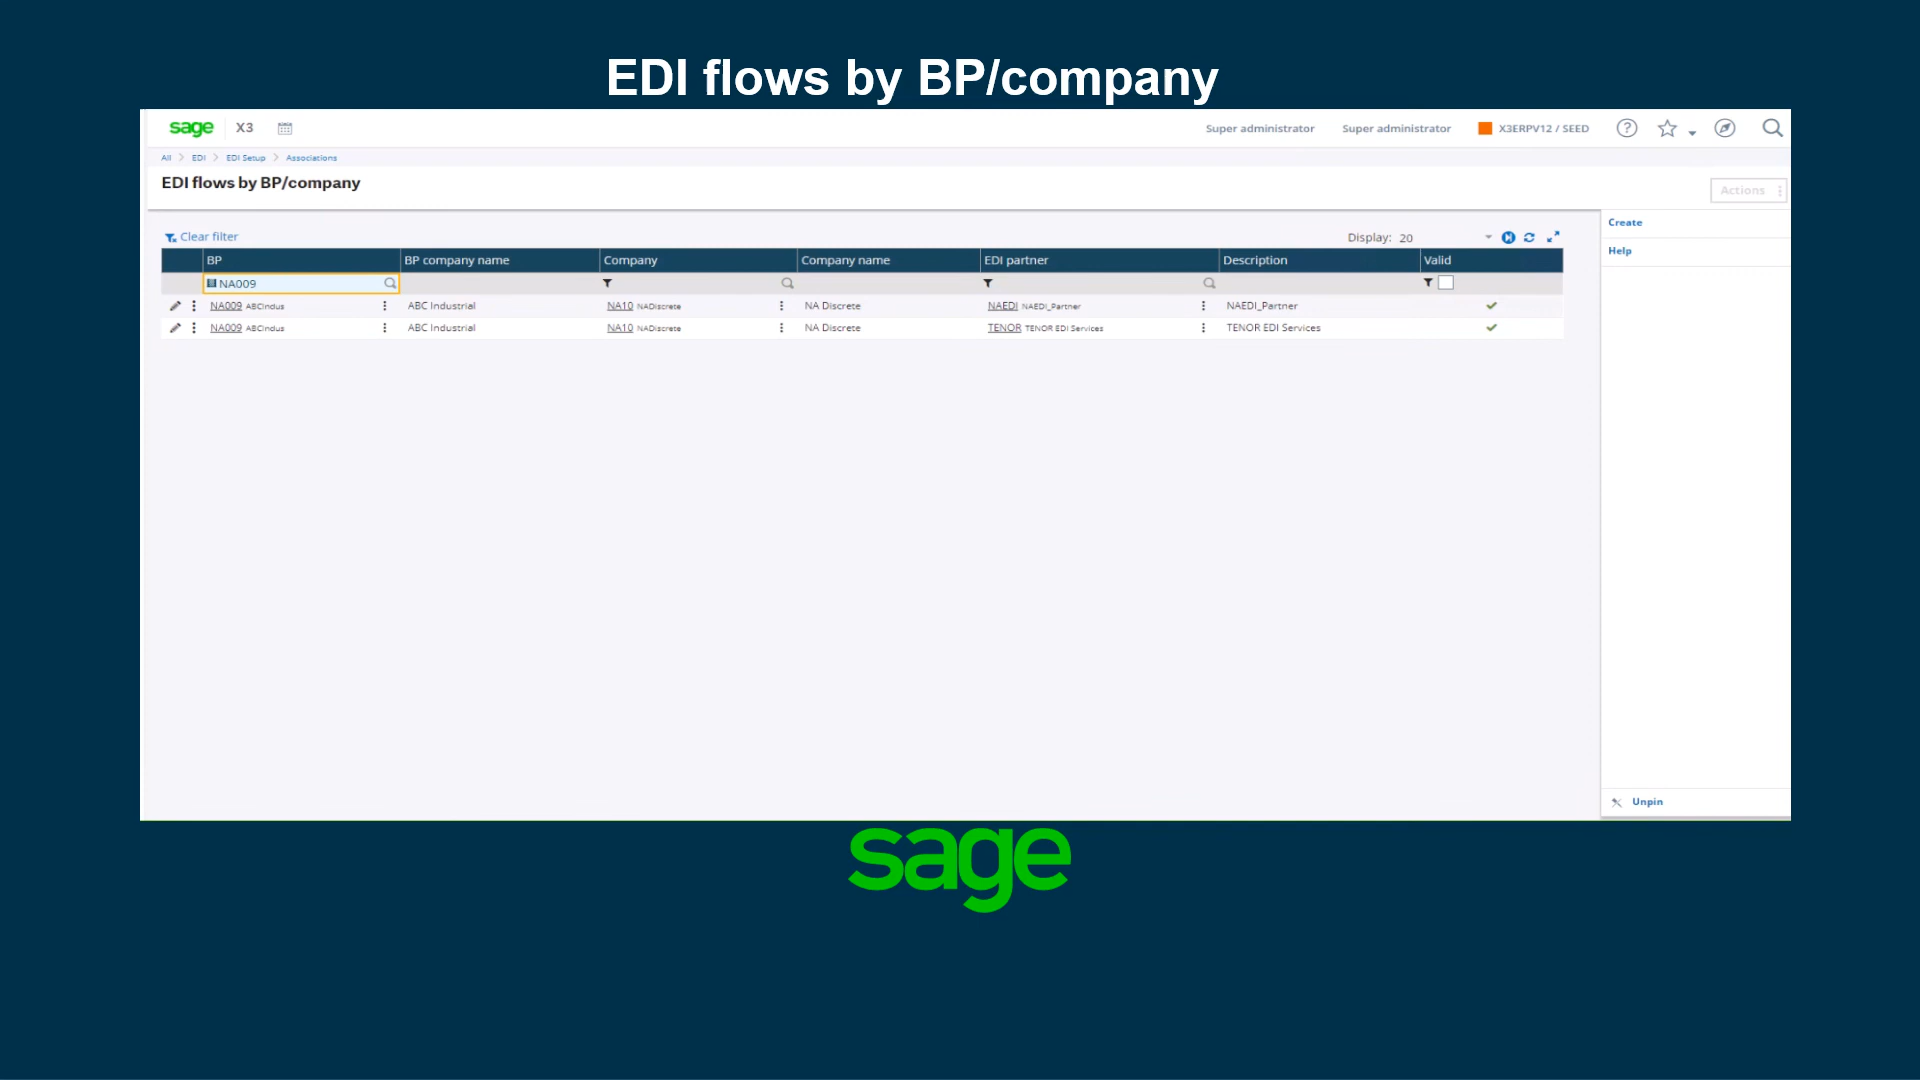 EDI flows by BP/company
sage X3 Super administrator Super administrator X3ERPV12 / SEED
All EDI EDI Setup Associations
EDI flows by BP/company
Actions
Create
Clear filter Display: 20
Help
BP BP company name Company Company name EDI partner Description Valid
NA009
NA009 ABCIndus ABC Industrial NA10 NADiscrete NA Discrete NAEDI NAEDI_Partner NAEDI_Partner
NA009 ABCIndus ABC Industrial NA10 NADiscrete NA Discrete TENOR TENOR EDI Services TENOR EDI Services
Unpin
sage